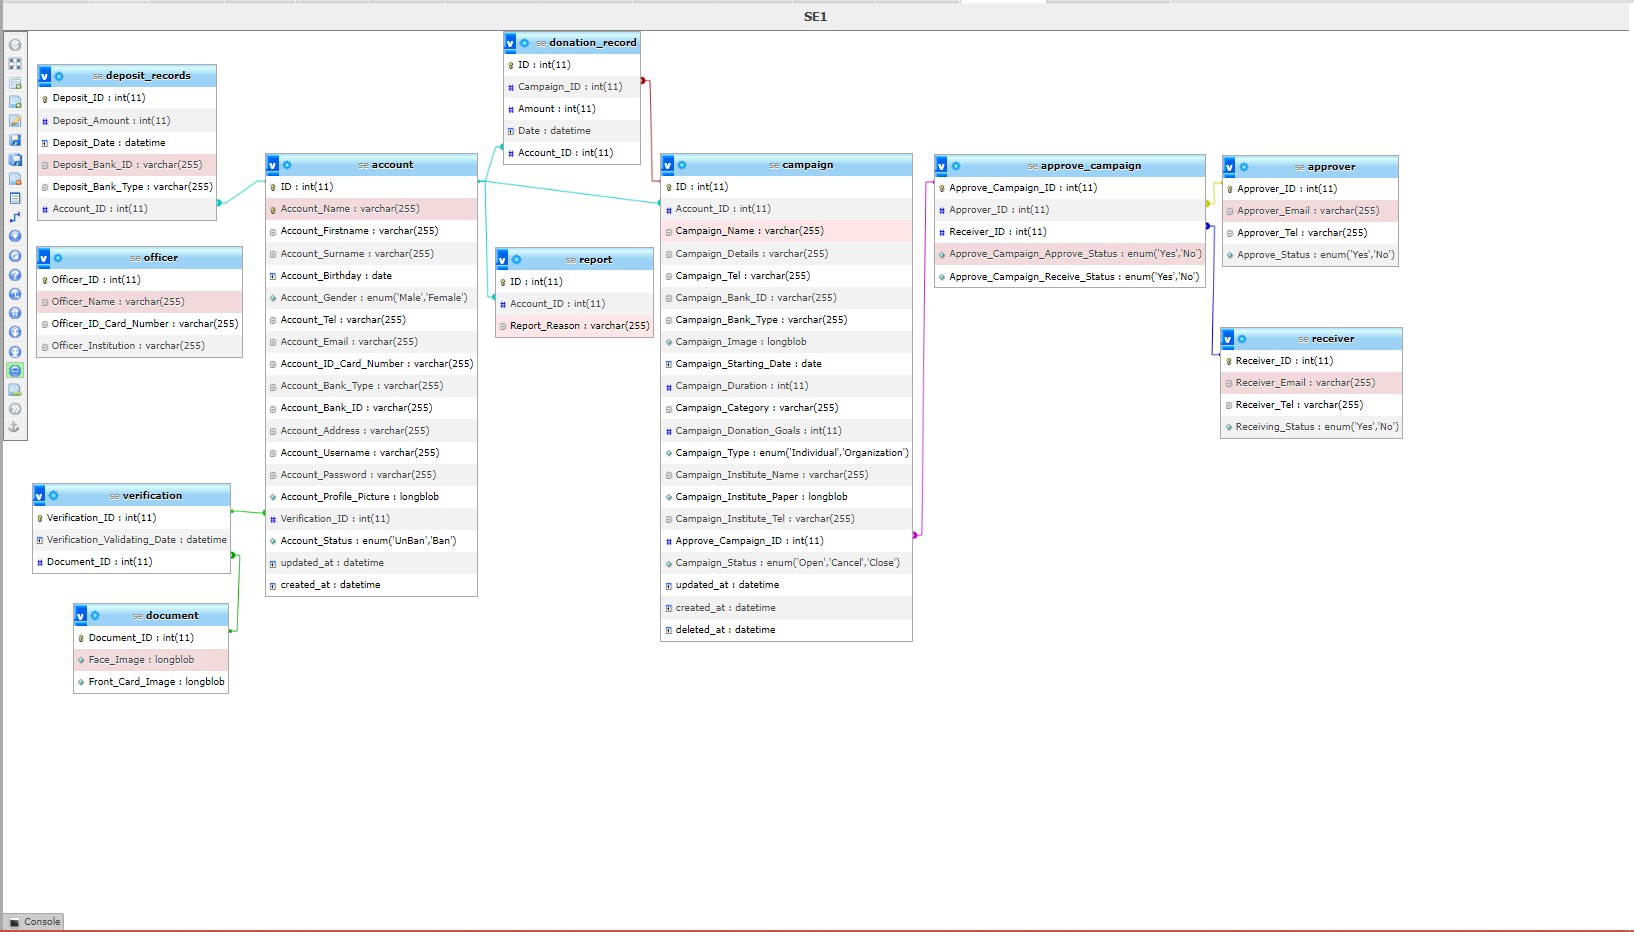 SE1
se deposit_records
Deposit_ID : int(11)
Deposit_Amount : int(11)
Deposit_Date : datetime
Deposit_Bank_ID : varchar(255)
Deposit_Bank_Type : varchar(255)
Account_ID : int(11)
se officer
Officer_ID : int(11)
Officer_Name : varchar(255)
Officer_ID_Card_Number : varchar(255)
Officer_Institution : varchar(255)
se verification
Verification_ID : int(11)
Verification_Validating_Date : datetime
Document_ID : int(11)
se document
Document_ID : int(11)
Face_Image : longblob
Front_Card_Image : longblob
se account
ID : int(11)
Account_Name : varchar(255)
Account_Firstname : varchar(255)
Account_Surname : varchar(255)
Account_Birthday : date
Account_Gender : enum('Male','Female')
Account_Tel : varchar(255)
Account_Email : varchar(255)
Account_ID_Card_Number : varchar(255)
Account_Bank_Type : varchar(255)
Account_Bank_ID : varchar(255)
Account_Address : varchar(255)
Account_Username : varchar(255)
Account_Password : varchar(255)
Account_Profile_Picture : longblob
Verification_ID : int(11)
Account_Status : enum('UnBan','Ban')
updated_at : datetime
created_at : datetime
se donation_record
ID : int(11)
Campaign_ID : int(11)
Amount : int(11)
Date : datetime
Account_ID : int(11)
se report
ID : int(11)
Account_ID : int(11)
Report_Reason : varchar(255)
se campaign
ID : int(11)
Account_ID : int(11)
Campaign_Name : varchar(255)
Campaign_Details : varchar(255)
Campaign_Tel : varchar(255)
Campaign_Bank_ID : varchar(255)
Campaign_Bank_Type : varchar(255)
Campaign_Image : longblob
Campaign_Starting_Date : date
Campaign_Duration : int(11)
Campaign_Category : varchar(255)
Campaign_Donation_Goals : int(11)
Campaign_Type : enum('Individual','Organization')
Campaign_Institute_Name : varchar(255)
Campaign_Institute_Paper : longblob
Campaign_Institute_Tel : varchar(255)
Approve_Campaign_ID : int(11)
Campaign_Status : enum('Open','Cancel','Close')
updated_at : datetime
created_at : datetime
deleted_at : datetime
se approve_campaign
Approve_Campaign_ID : int(11)
Approver_ID : int(11)
Receiver_ID : int(11)
Approve_Campaign_Approve_Status : enum('Yes','No')
Approve_Campaign_Receive_Status : enum('Yes','No')
se approver
Approver_ID : int(11)
Approver_Email : varchar(255)
Approver_Tel : varchar(255)
Approve_Status : enum('Yes','No')
se receiver
Receiver_ID : int(11)
Receiver_Email : varchar(255)
Receiver_Tel : varchar(255)
Receiving_Status : enum('Yes','No')
Console